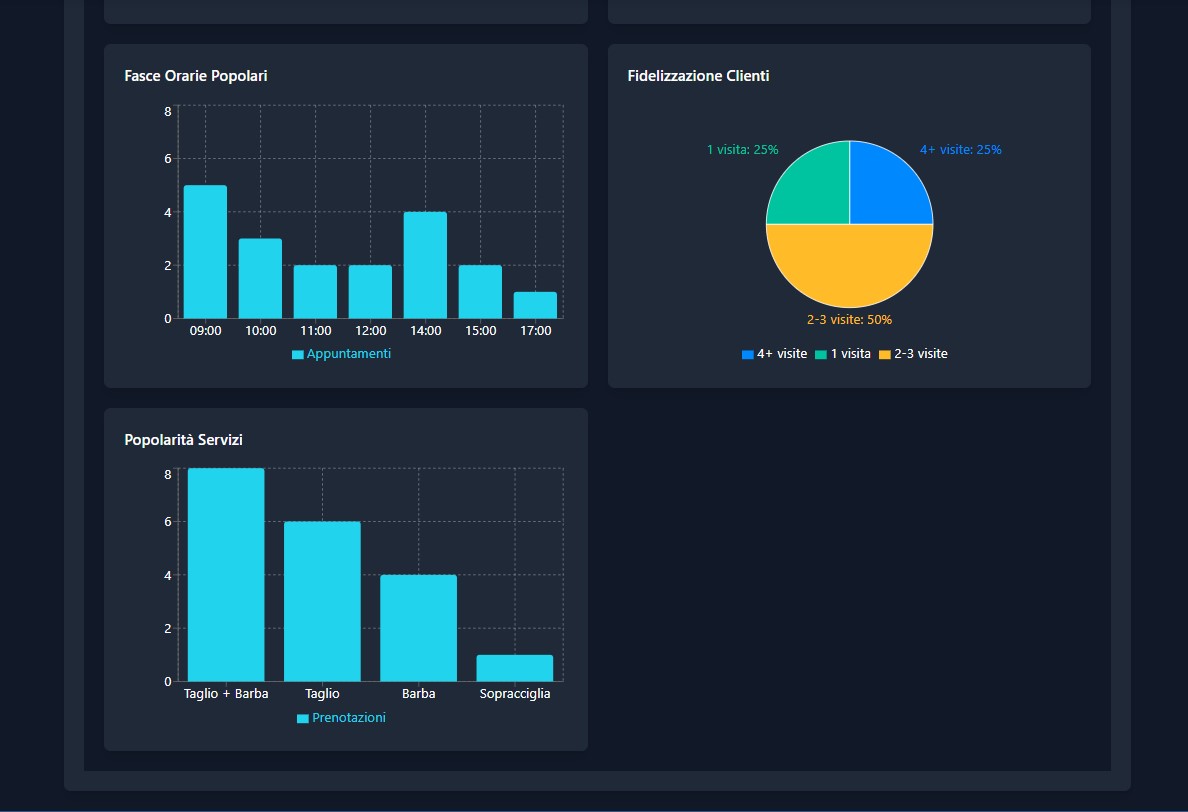 Fasce Orarie Popolari
8
6
4
2
0
09:00 10:00 11:00 12:00 14:00 15:00 17:00
Appuntamenti
Fidelizzazione Clienti
1 visita: 25%
4+ visite: 25%
2-3 visite: 50%
4+ visite 1 visita 2-3 visite
Popolarità Servizi
8
6
4
2
0
Taglio + Barba Taglio Barba Sopracciglia
Prenotazioni